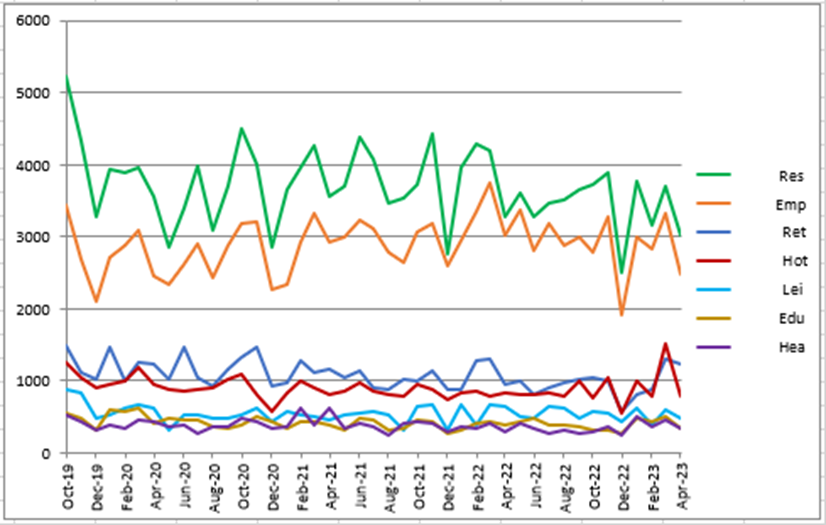 6000
5000
4000
3000
2000
1000
0
Oct-19
Dec-19
Feb-20
Apr-20
Jun-20
Aug-20
Oct-20
Dec-20
Feb-21
Apr-21
Jun-21
Aug-21
Oct-21
Dec-21
Feb-22
Apr-22
Jun-22
Aug-22
Oct-22
Dec-22
Feb-23
Apr-23
Res
Emp
Ret
Hot
Lei
Edu
Hea